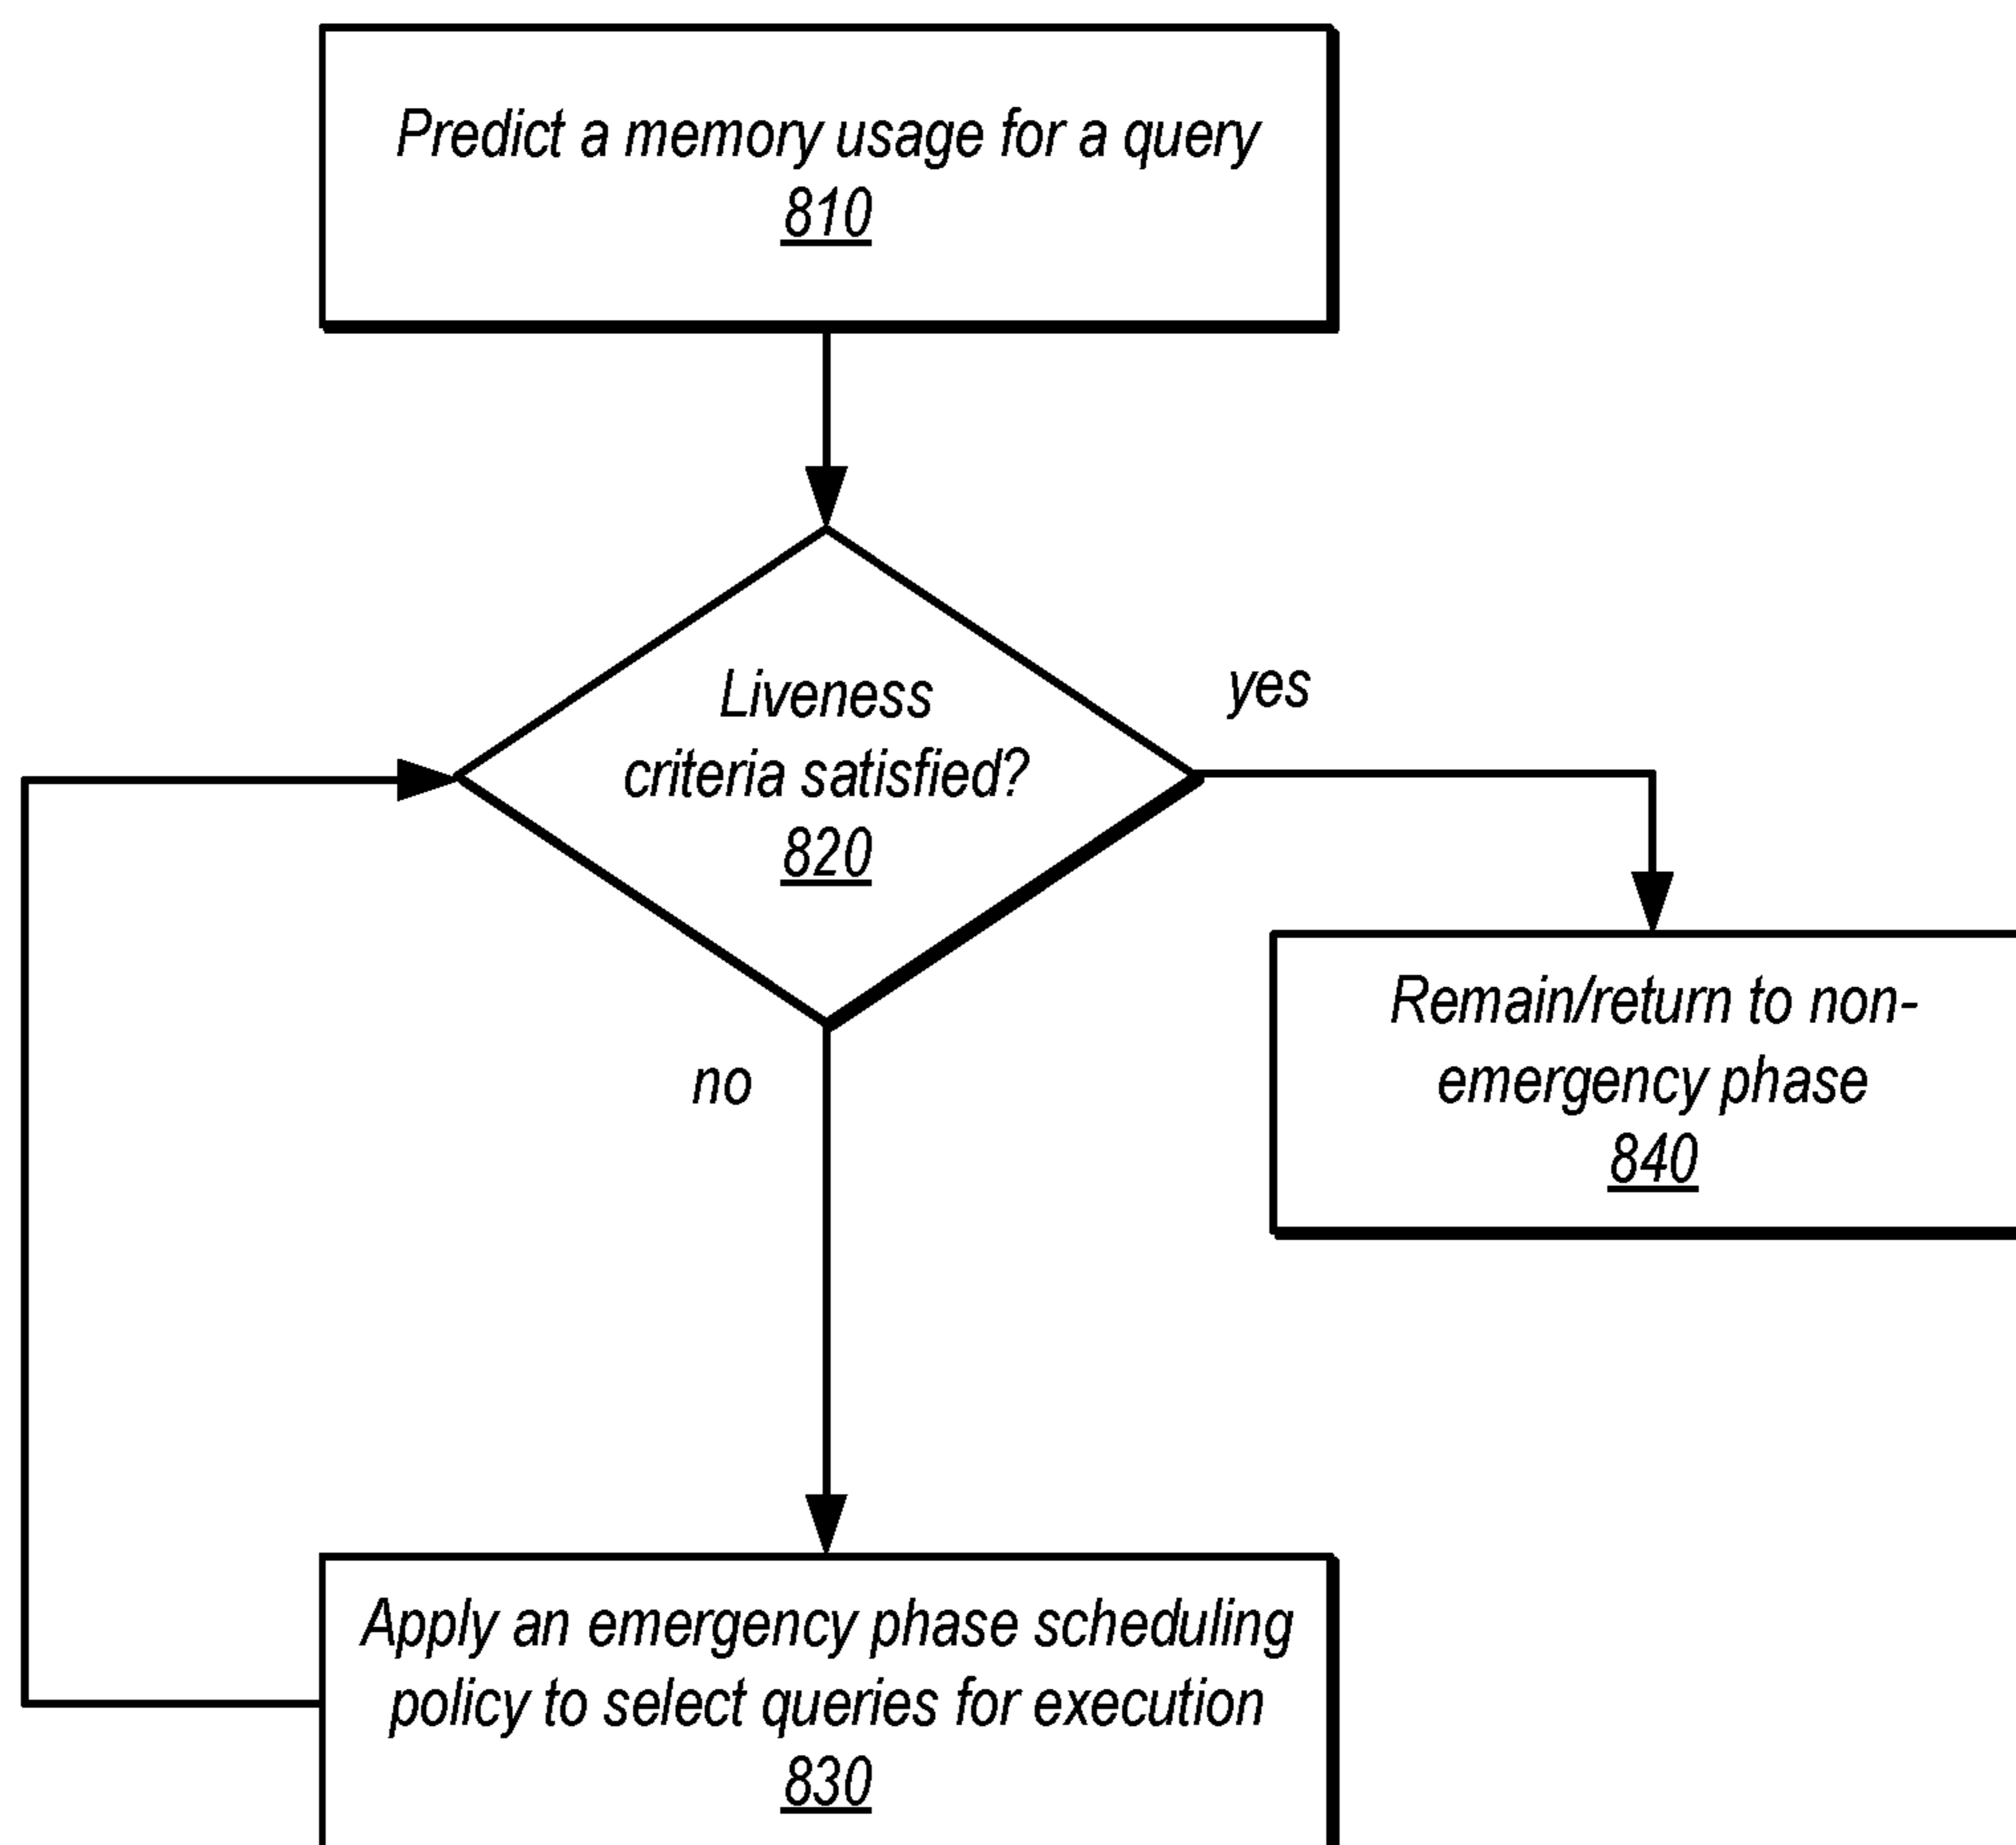 Predict a memory usage for a query
810
Liveness
criteria satisfied?
820
yes
no
Remain/return to non-
emergency phase
840
Apply an emergency phase scheduling
policy to select queries for execution
830